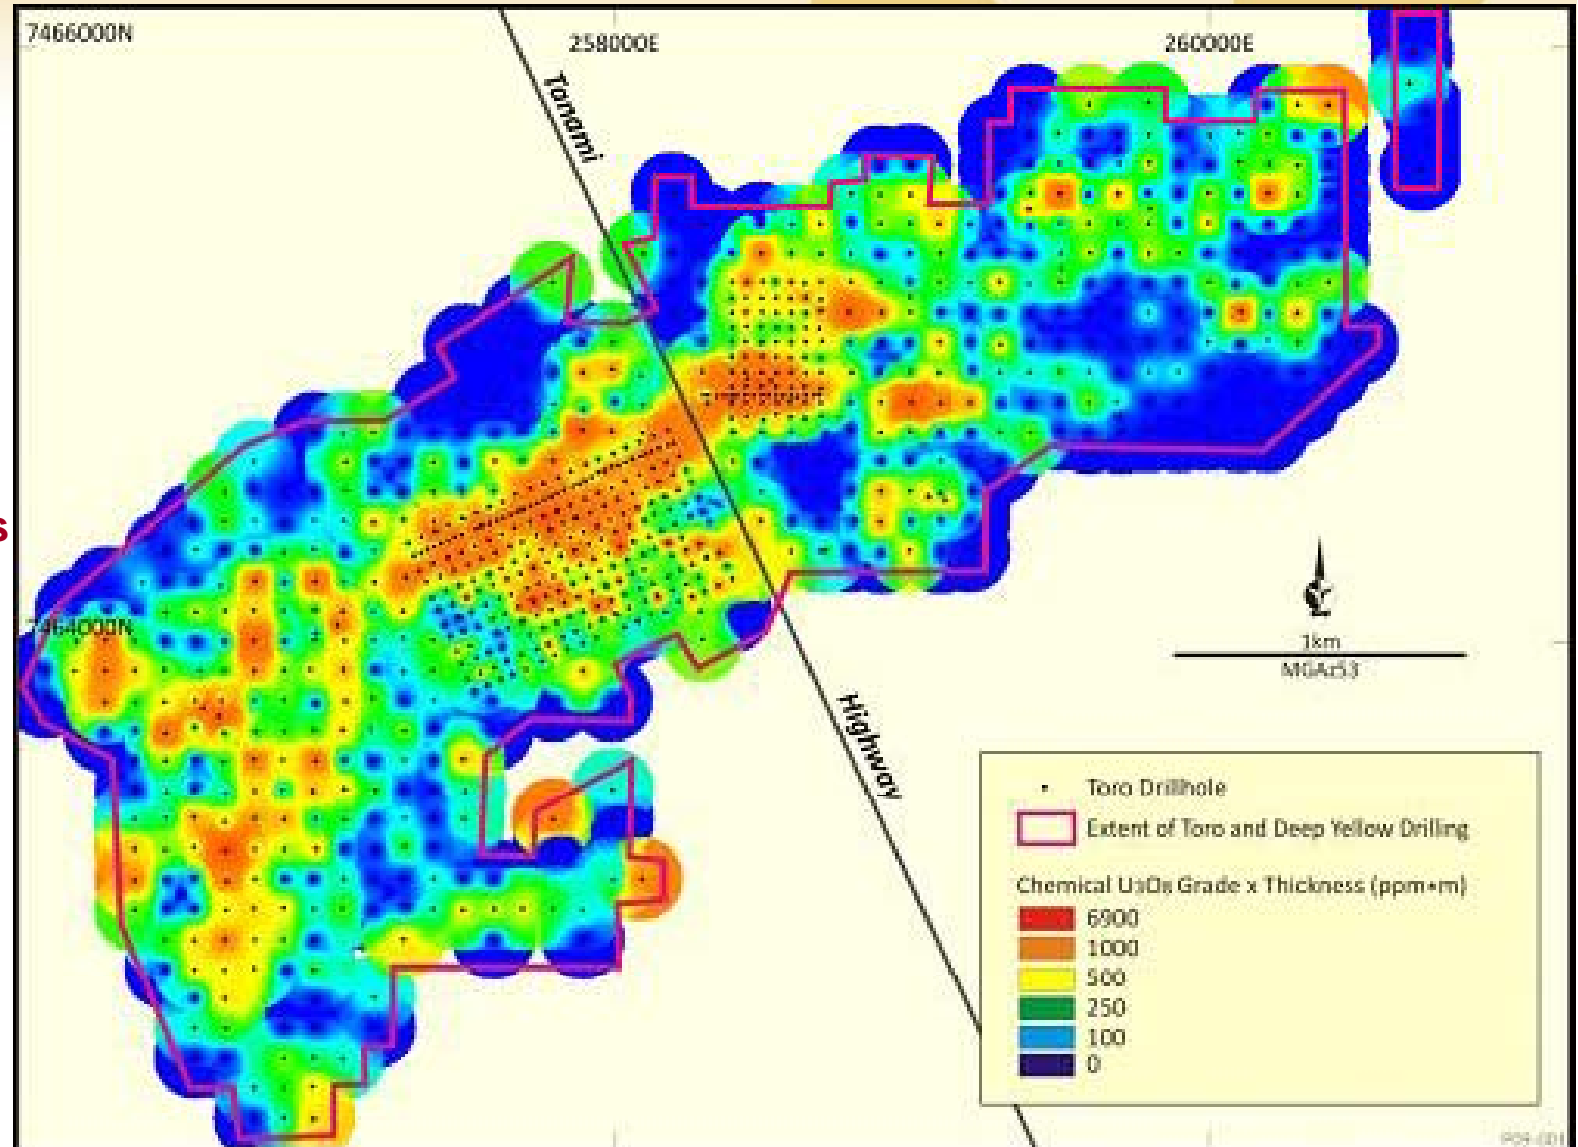 7466000N
258000E
260000E
Tanami
s
7464000N
1km
MGAz53
Highway
Toro Drillhole
Extent of Toro and Deep Yellow Drilling
Chemical U3O8 Grade x Thickness (ppm*m)
6900
1000
500
250
100
0